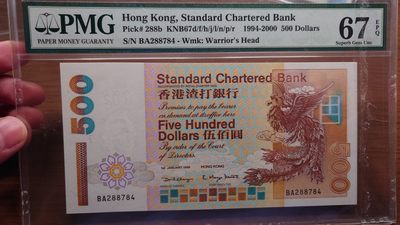 PMG
PAPER MONEY GUARANTY
Hong Kong, Standard Chartered Bank
Pick# 288b KNB67d/f/h/j/l/n/p/r 1994-2000 500 Dollars
S/N BA288784 - Wmk: Warrior's Head
67 EPQ
Superb Gem Unc
500
Standard Chartered Bank
香港渣打銀行
Promises to pay the bearer
on demand at its office here
Five Hundred
Dollars 伍佰圓
By order of the Court
of Directors.
1ST JANUARY
HONG KONG
BA288784
BA288784
500